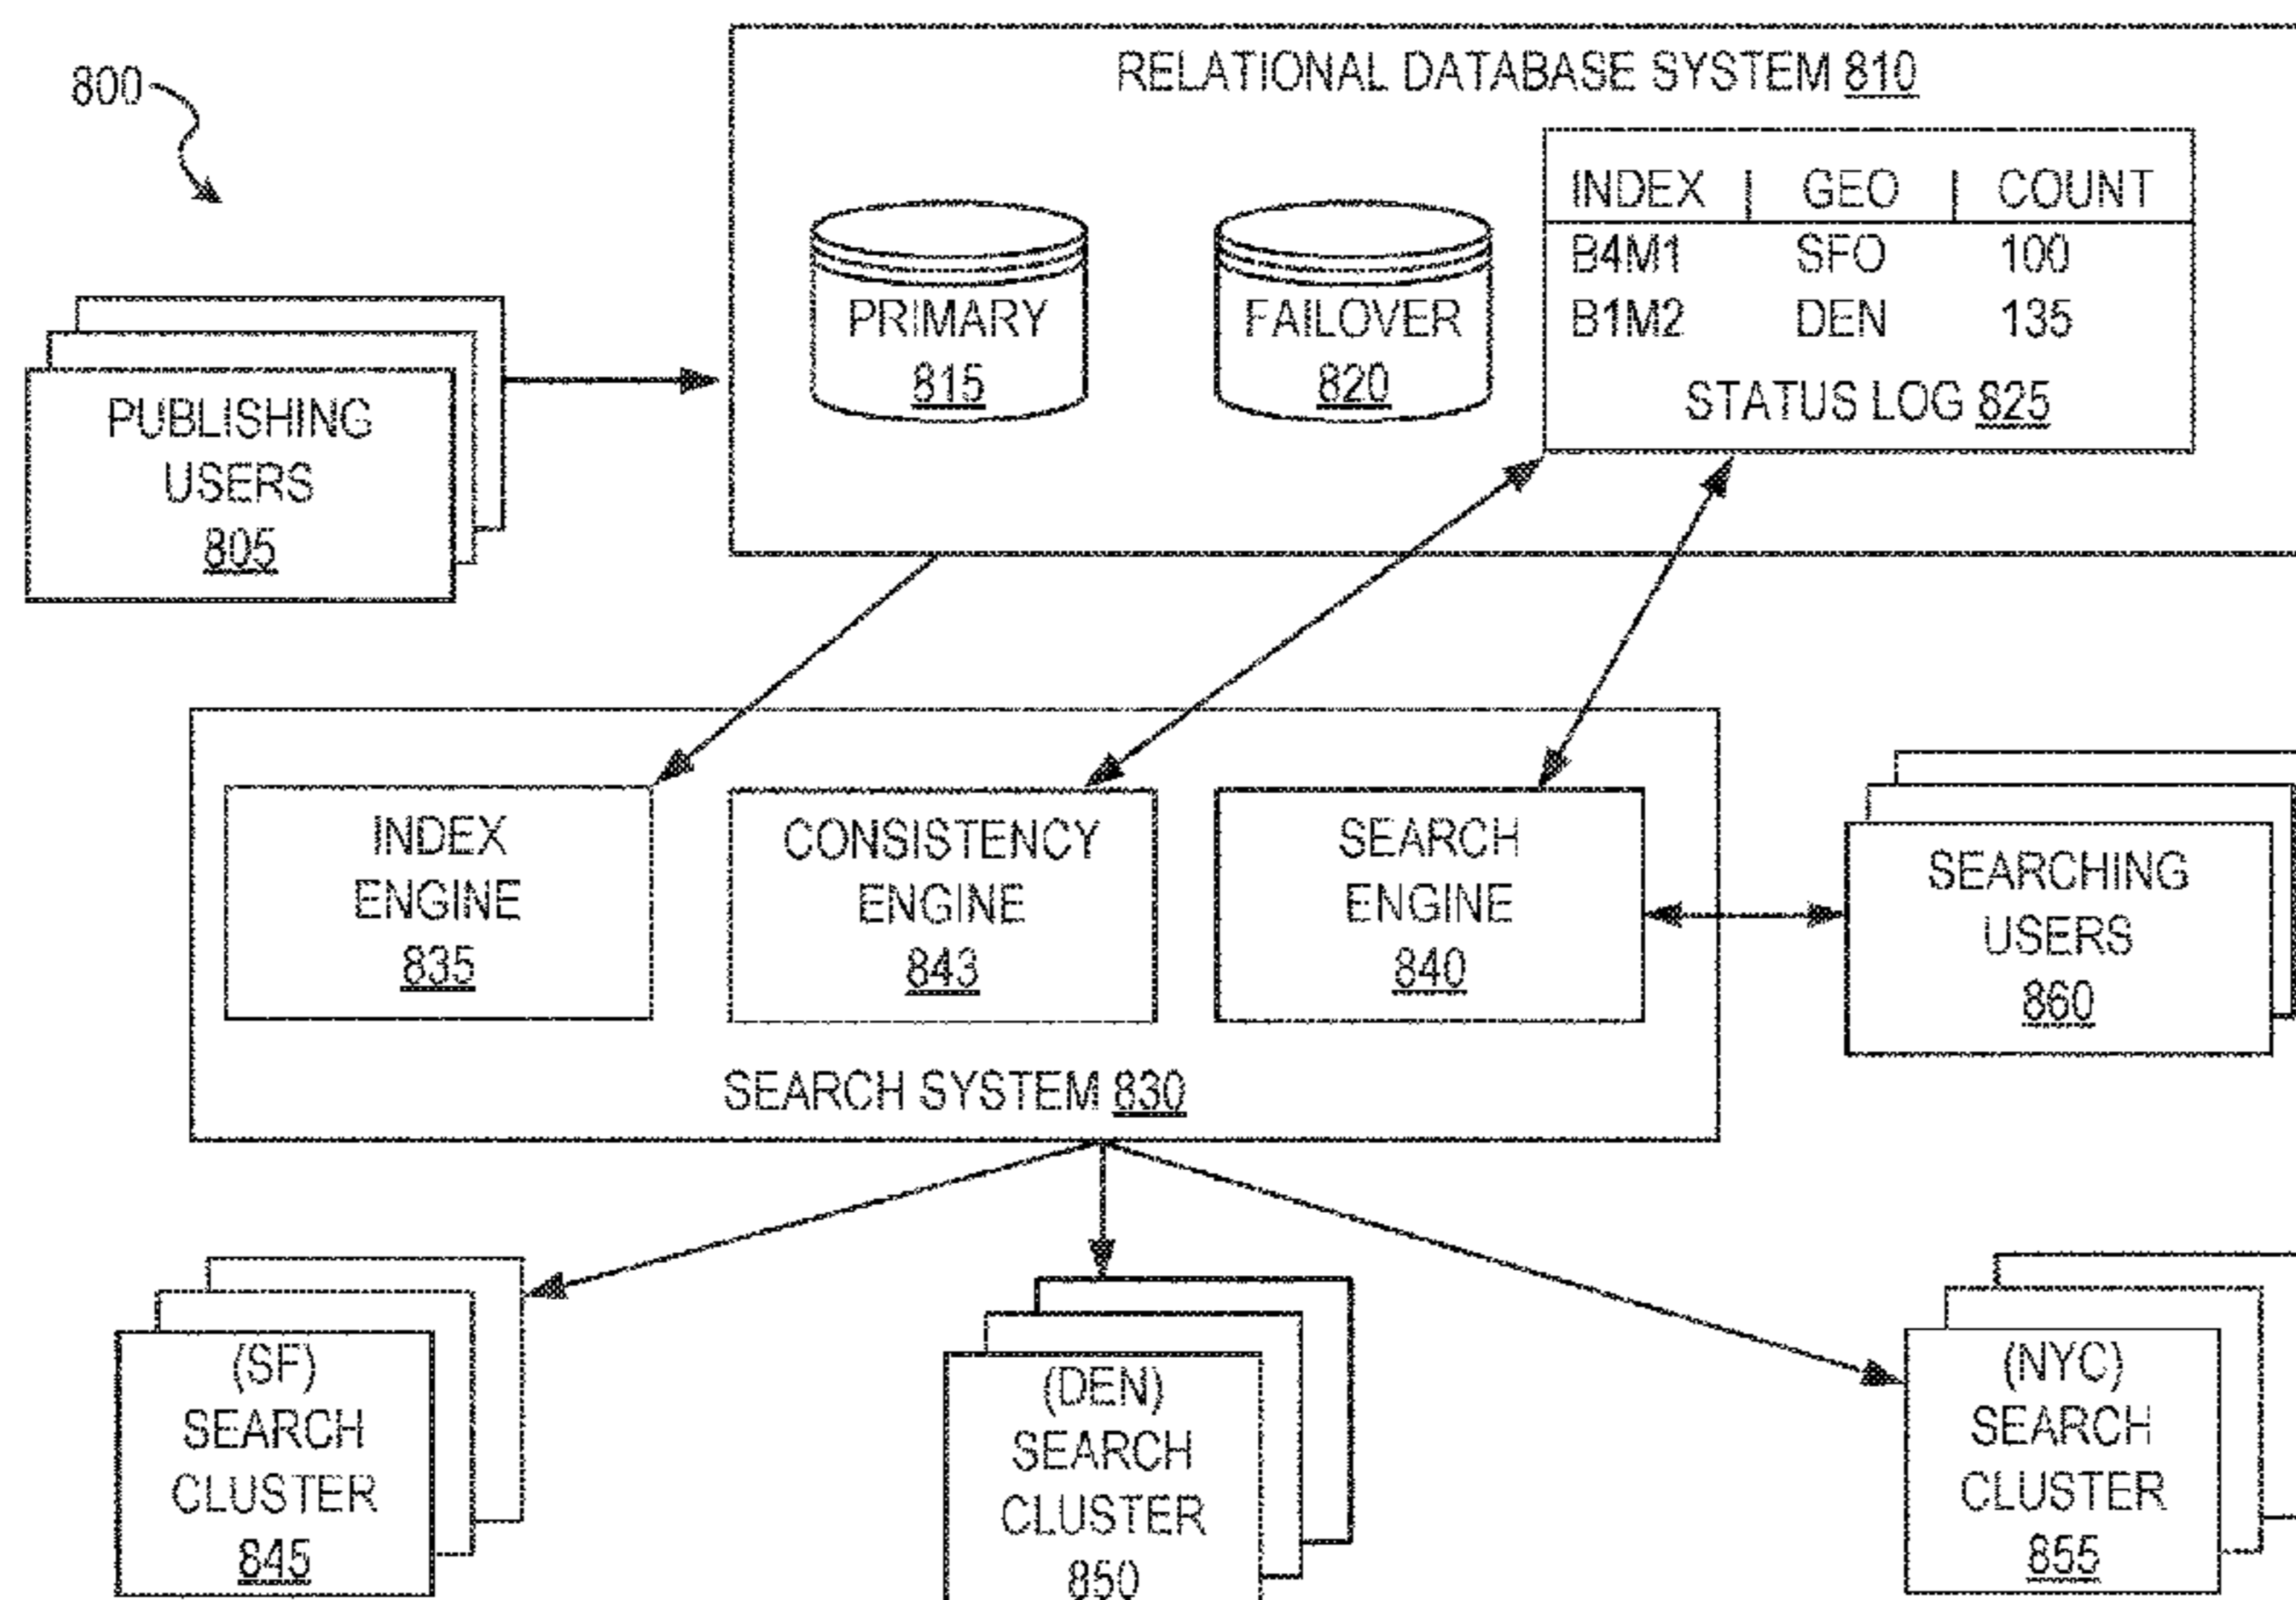 800
RELATIONAL DATABASE SYSTEM 810
INDEX | GEO | COUNT
B4M1 SFO 100
B1M2 DEN 135
STATUS LOG 825
PRIMARY
815
FAILOVER
820
PUBLISHING
USERS
805
INDEX
ENGINE
835
CONSISTENCY
ENGINE
843
SEARCH
ENGINE
840
SEARCH SYSTEM 830
SEARCHING
USERS
860
(SF)
SEARCH
CLUSTER
845
(DEN)
SEARCH
CLUSTER
850
(NYC)
SEARCH
CLUSTER
855